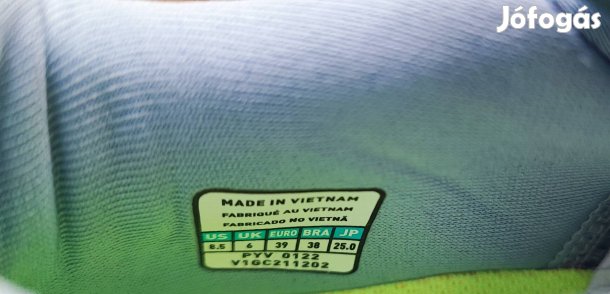 Jófogás
MADE IN VIETNAM
FABRIQUÉ AU VIETNAM
FABRICADO NO VIETNÃ
US UK EURO BRA JP
8.5 6 39 38 25.0
PYV 0122
V1GC211202